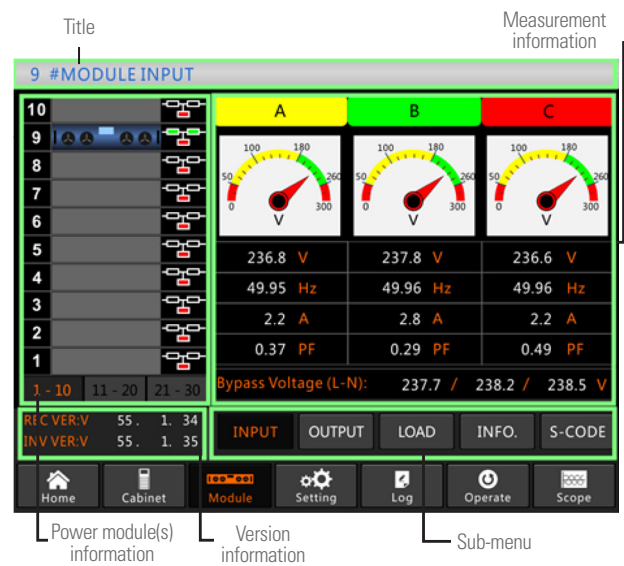 Title
Measurement
information
9 #MODULE INPUT
10
9
8
7
6
5
4
3
2
1
1 - 10 11 - 20 21 - 30
A B C
0 50 100 180 260 300 V
0 50 100 180 260 300 V
0 50 100 180 260 300 V
236.8 V 237.8 V 236.6 V
49.95 Hz 49.96 Hz 49.96 Hz
2.2 A 2.8 A 2.2 A
0.37 PF 0.29 PF 0.49 PF
Bypass Voltage (L-N): 237.7 / 238.2 / 238.5 V
REC VER:V 55 . 1. 34
INV VER:V 55 . 1. 35
INPUT OUTPUT LOAD INFO. S-CODE
Home Cabinet Module Setting Log Operate Scope
Power module(s)
information
Version
information
Sub-menu